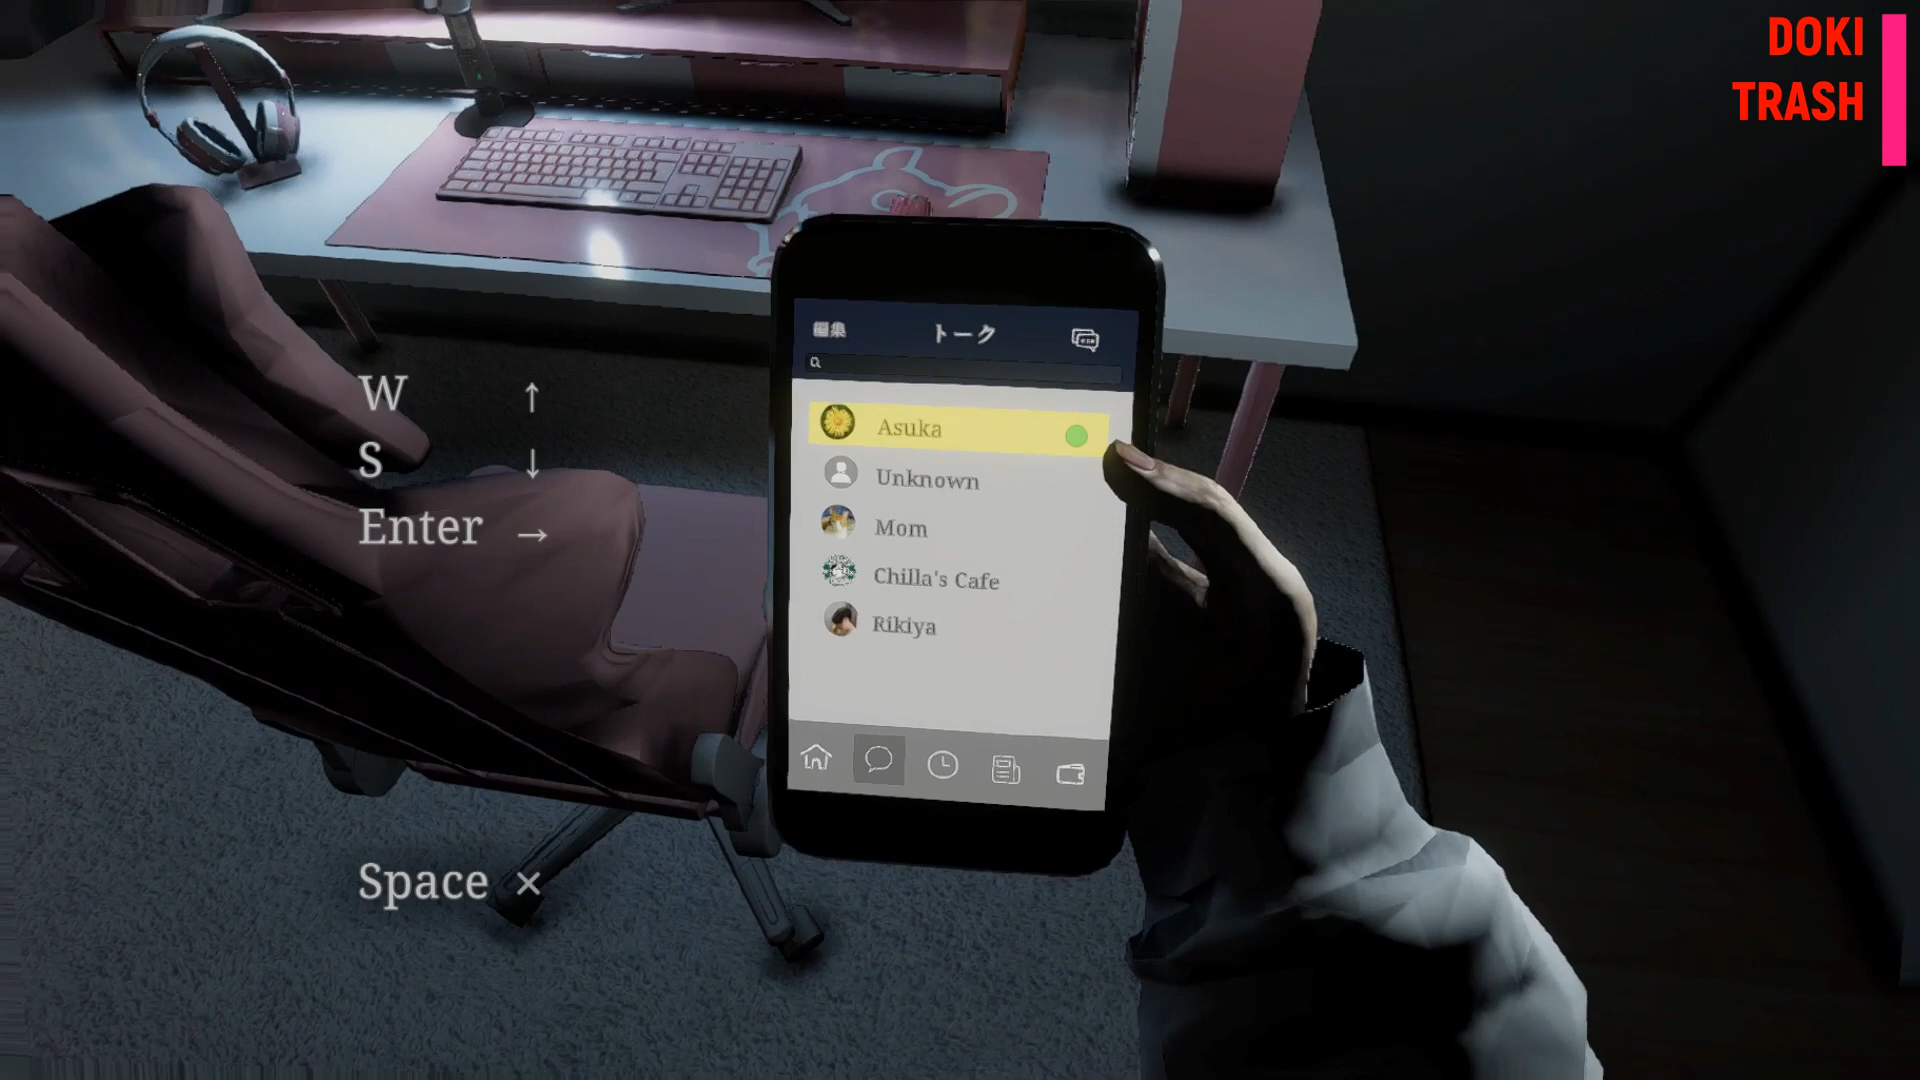 DOKI
TRASH
編集
トーク
Asuka
Unknown
Mom
Chilla's Cafe
Rikiya
W ↑
S ↓
Enter →
Space ×